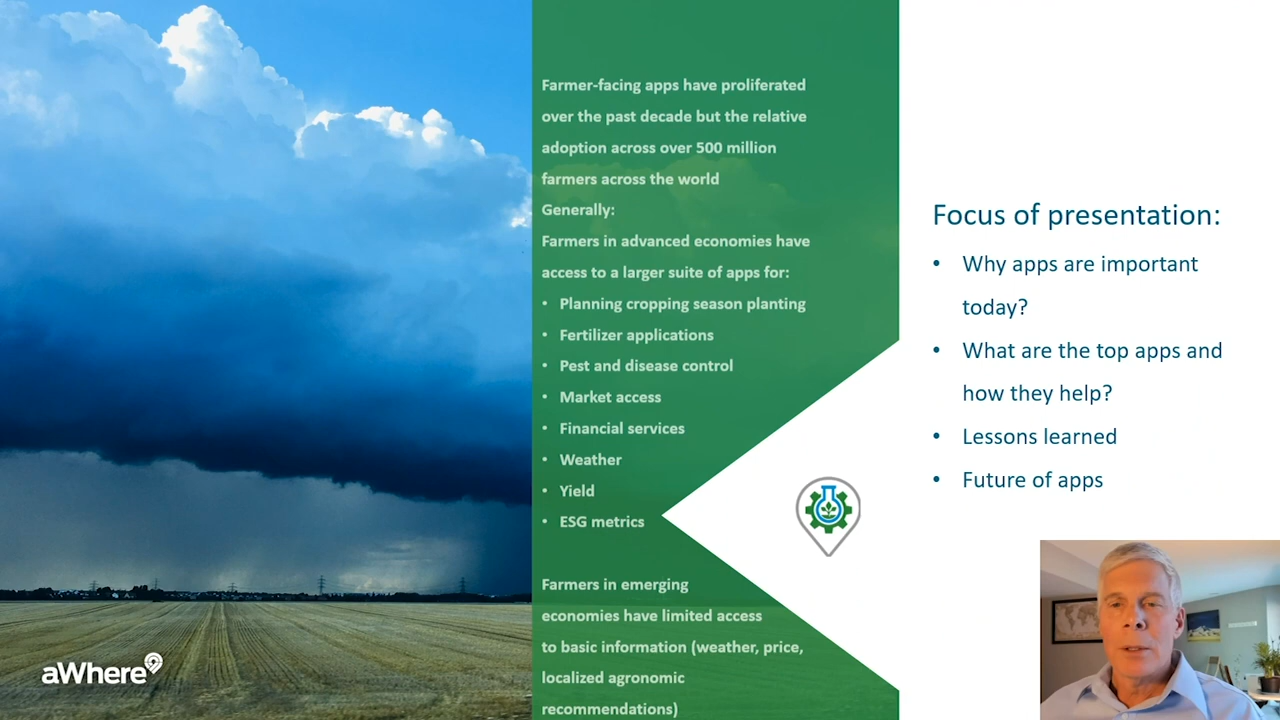 Farmer-facing apps have proliferated
over the past decade but the relative
adoption across over 500 million
farmers across the world
Generally:
Farmers in advanced economies have
access to a larger suite of apps for:
• Planning cropping season planting
• Fertilizer applications
• Pest and disease control
• Market access
• Financial services
• Weather
• Yield
• ESG metrics
Farmers in emerging
economies have limited access
to basic information (weather, price,
localized agronomic
recommendations)
Focus of presentation:
• Why apps are important
today?
• What are the top apps and
how they help?
• Lessons learned
• Future of apps
aWhere